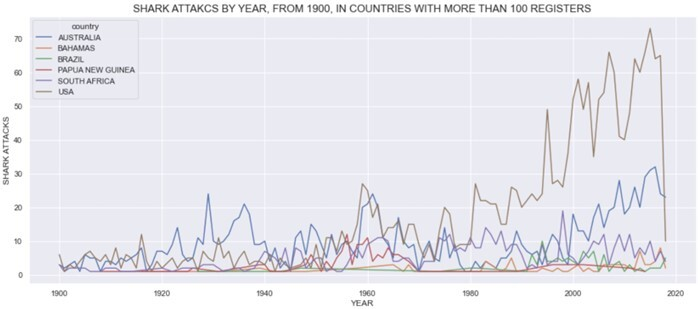 SHARK ATTAKCS BY YEAR, FROM 1900, IN COUNTRIES WITH MORE THAN 100 REGISTERS
country
AUSTRALIA
BAHAMAS
BRAZIL
PAPUA NEW GUINEA
SOUTH AFRICA
USA
SHARK ATTACKS
70
60
50
40
30
20
10
0
1900
1920
1940
1960
1980
2000
2020
YEAR